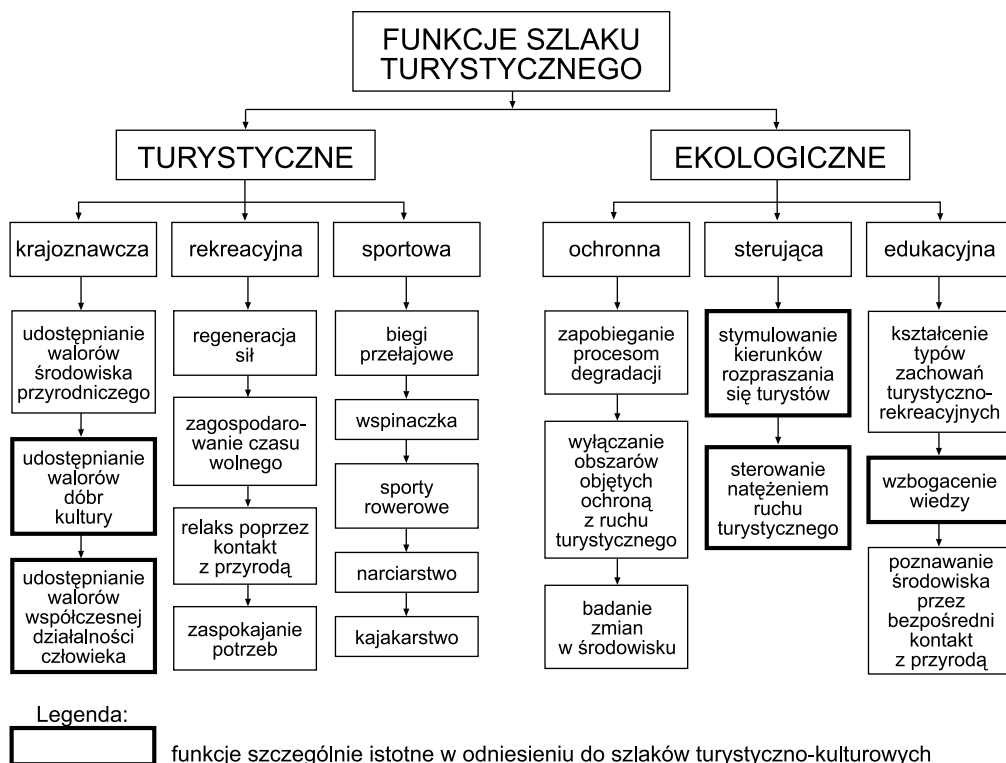 FUNKCJE SZLAKU
TURYSTYCZNEGO
TURYSTYCZNE
EKOLOGICZNE
krajoznawcza
rekreacyjna
sportowa
ochronna
sterująca
edukacyjna
udostępnianie
walorów
środowiska
przyrodniczego
udostępnianie
walorów
dóbr
kultury
udostępnianie
walorów
współczesnej
działalności
człowieka
regeneracja
sił
zagospodaro-
wanie czasu
wolnego
relaks poprzez
kontakt
z przyrodą
zaspokajanie
potrzeb
biegi
przełajowe
wspinaczka
sporty
rowerowe
narciarstwo
kajakarstwo
zapobieganie
procesom
degradacji
wyłączanie
obszarów
objętych
ochroną
z ruchu
turystycznego
badanie
zmian
w środowisku
stymulowanie
kierunków
rozpraszania
się turystów
sterowanie
natężeniem
ruchu
turystycznego
kształcenie
typów
zachowań
turystyczno-
rekreacyjnych
wzbogacenie
wiedzy
poznawanie
środowiska
przez
bezpośredni
kontakt
z przyrodą
Legenda:
funkcje szczególnie istotne w odniesieniu do szlaków turystyczno-kulturowych